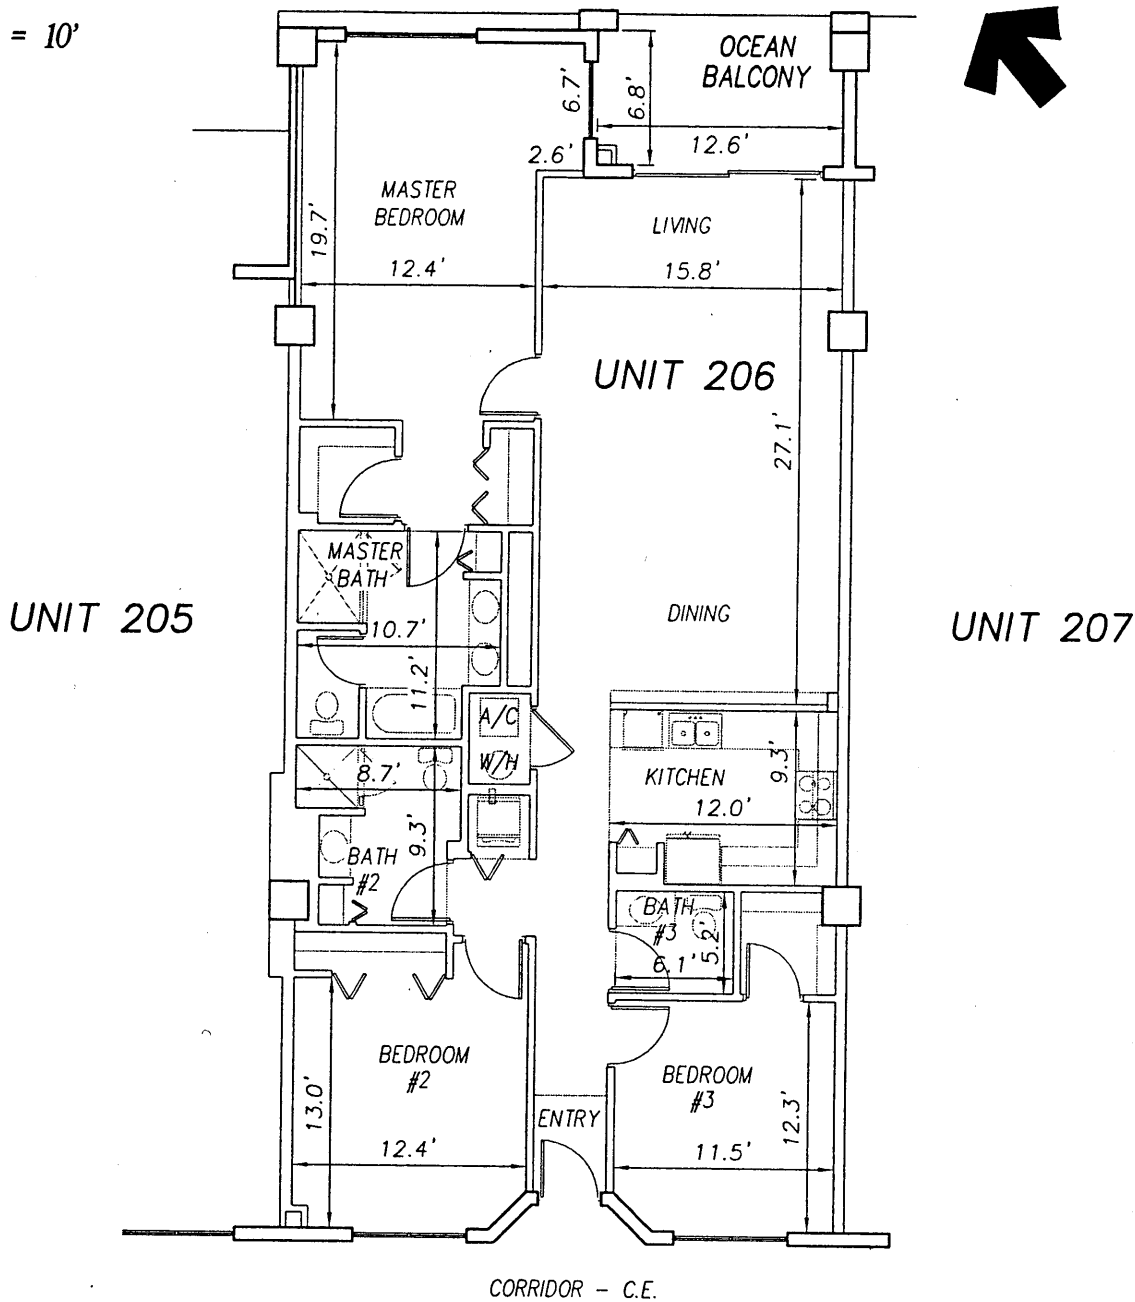 = 10'
OCEAN
BALCONY
6.7'
6.8'
12.6'
2.6'
MASTER
BEDROOM
LIVING
19.7'
12.4'
15.8'
UNIT 206
27.1'
MASTER
BATH
DINING
UNIT 205
UNIT 207
10.7'
11.2'
A/C
W/H
8.7'
KITCHEN
9.3'
12.0'
9.3'
BATH
#2
BATH
#3
5.2'
6.1'
BEDROOM
#2
BEDROOM
#3
13.0'
12.3'
ENTRY
12.4'
11.5'
CORRIDOR - C.E.